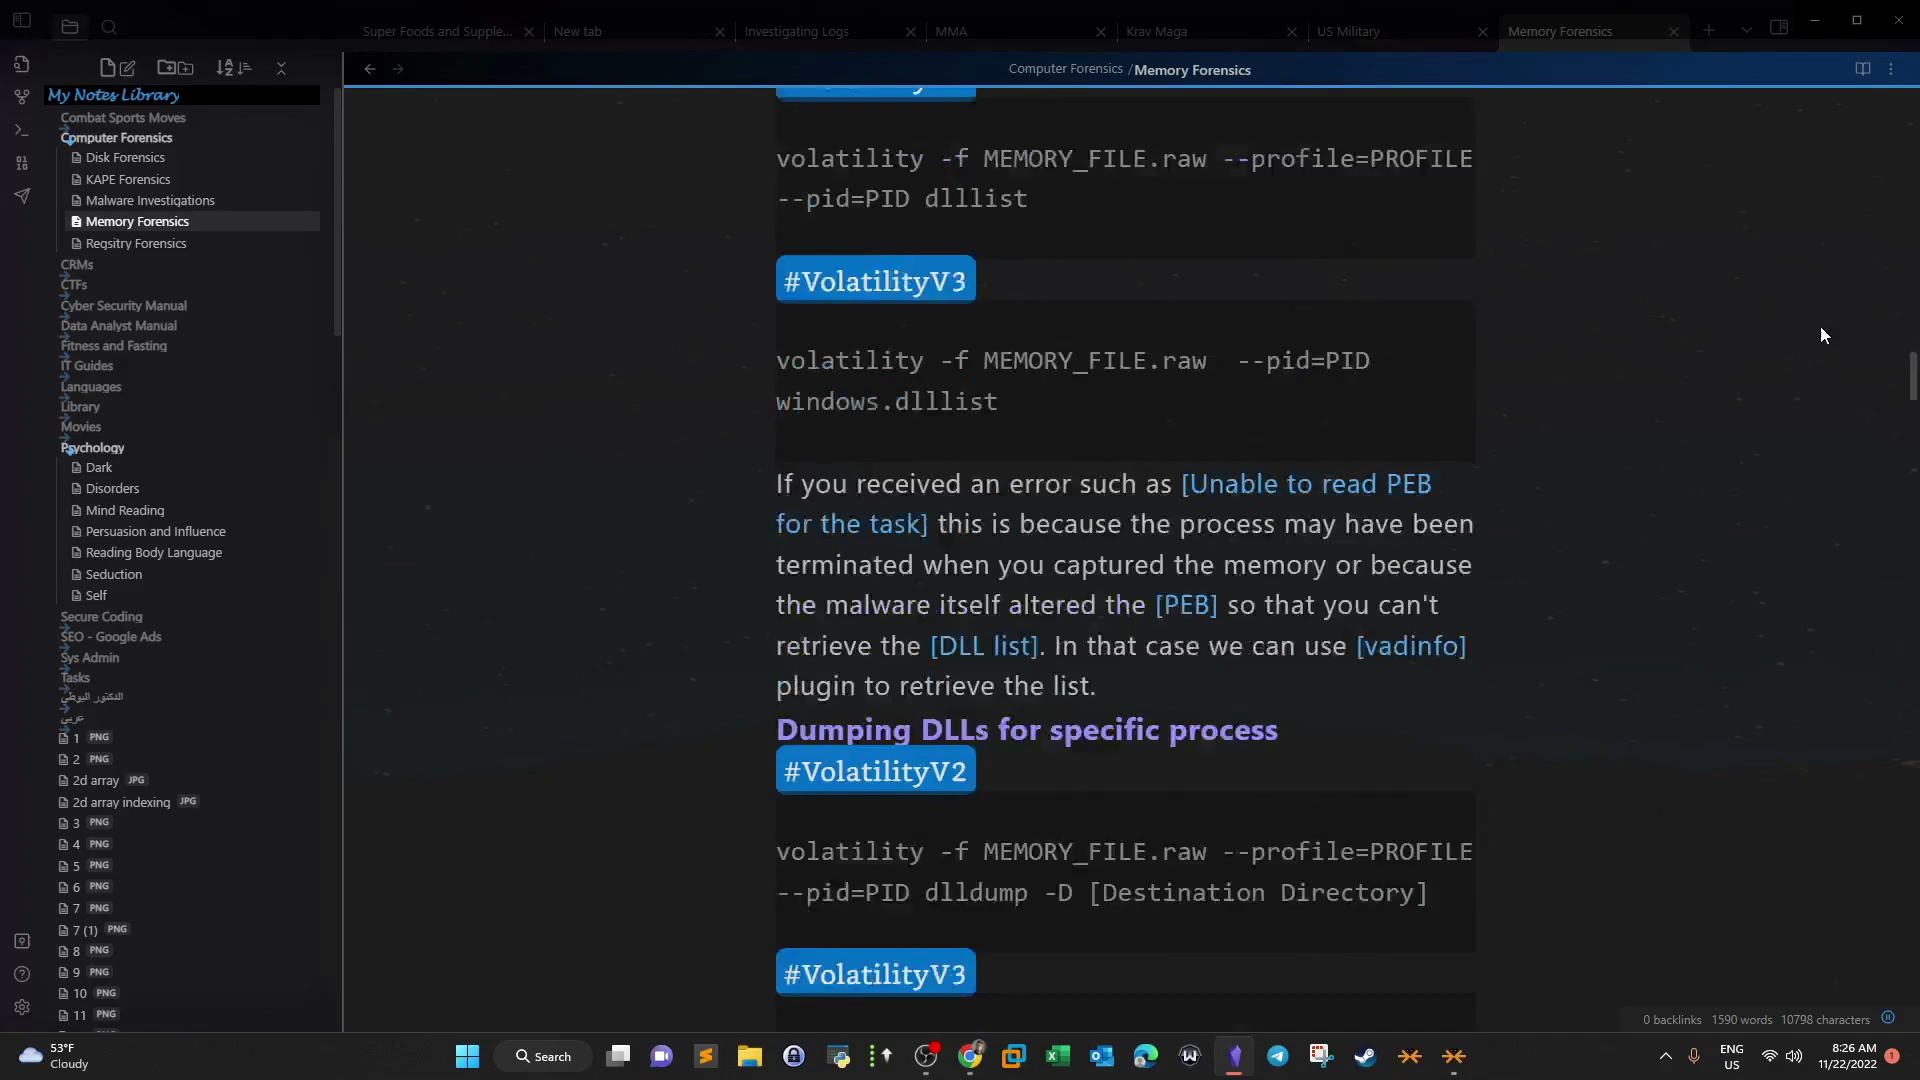 Super Foods and Supple...
New tab
Investigating Logs
MMA
Krav Maga
US Military
Memory Forensics
Computer Forensics / Memory Forensics
My Notes Library
Combat Sports Moves
Computer Forensics
Disk Forensics
KAPE Forensics
Malware Investigations
Memory Forensics
Reqsitry Forensics
CRMs
CTFs
Cyber Security Manual
Data Analyst Manual
Fitness and Fasting
IT Guides
Languages
Library
Movies
Psychology
Dark
Disorders
Mind Reading
Persuasion and Influence
Reading Body Language
Seduction
Self
Secure Coding
SEO - Google Ads
Sys Admin
Tasks
الدكتور البوطي
عربي
1 PNG
2 PNG
2d array JPG
2d array indexing JPG
3 PNG
4 PNG
5 PNG
6 PNG
7 PNG
7 (1) PNG
8 PNG
9 PNG
10 PNG
11 PNG
volatility -f MEMORY_FILE.raw --profile=PROFILE
--pid=PID dlllist
#VolatilityV3
volatility -f MEMORY_FILE.raw  --pid=PID
windows.dlllist
If you received an error such as [Unable to read PEB
for the task] this is because the process may have been
terminated when you captured the memory or because
the malware itself altered the [PEB] so that you can't
retrieve the [DLL list]. In that case we can use [vadinfo]
plugin to retrieve the list.
Dumping DLLs for specific process
#VolatilityV2
volatility -f MEMORY_FILE.raw --profile=PROFILE
--pid=PID dlldump -D [Destination Directory]
#VolatilityV3
0 backlinks 1590 words 10798 characters
53°F
Cloudy
Search
ENG
US
8:26 AM
11/22/2022
1